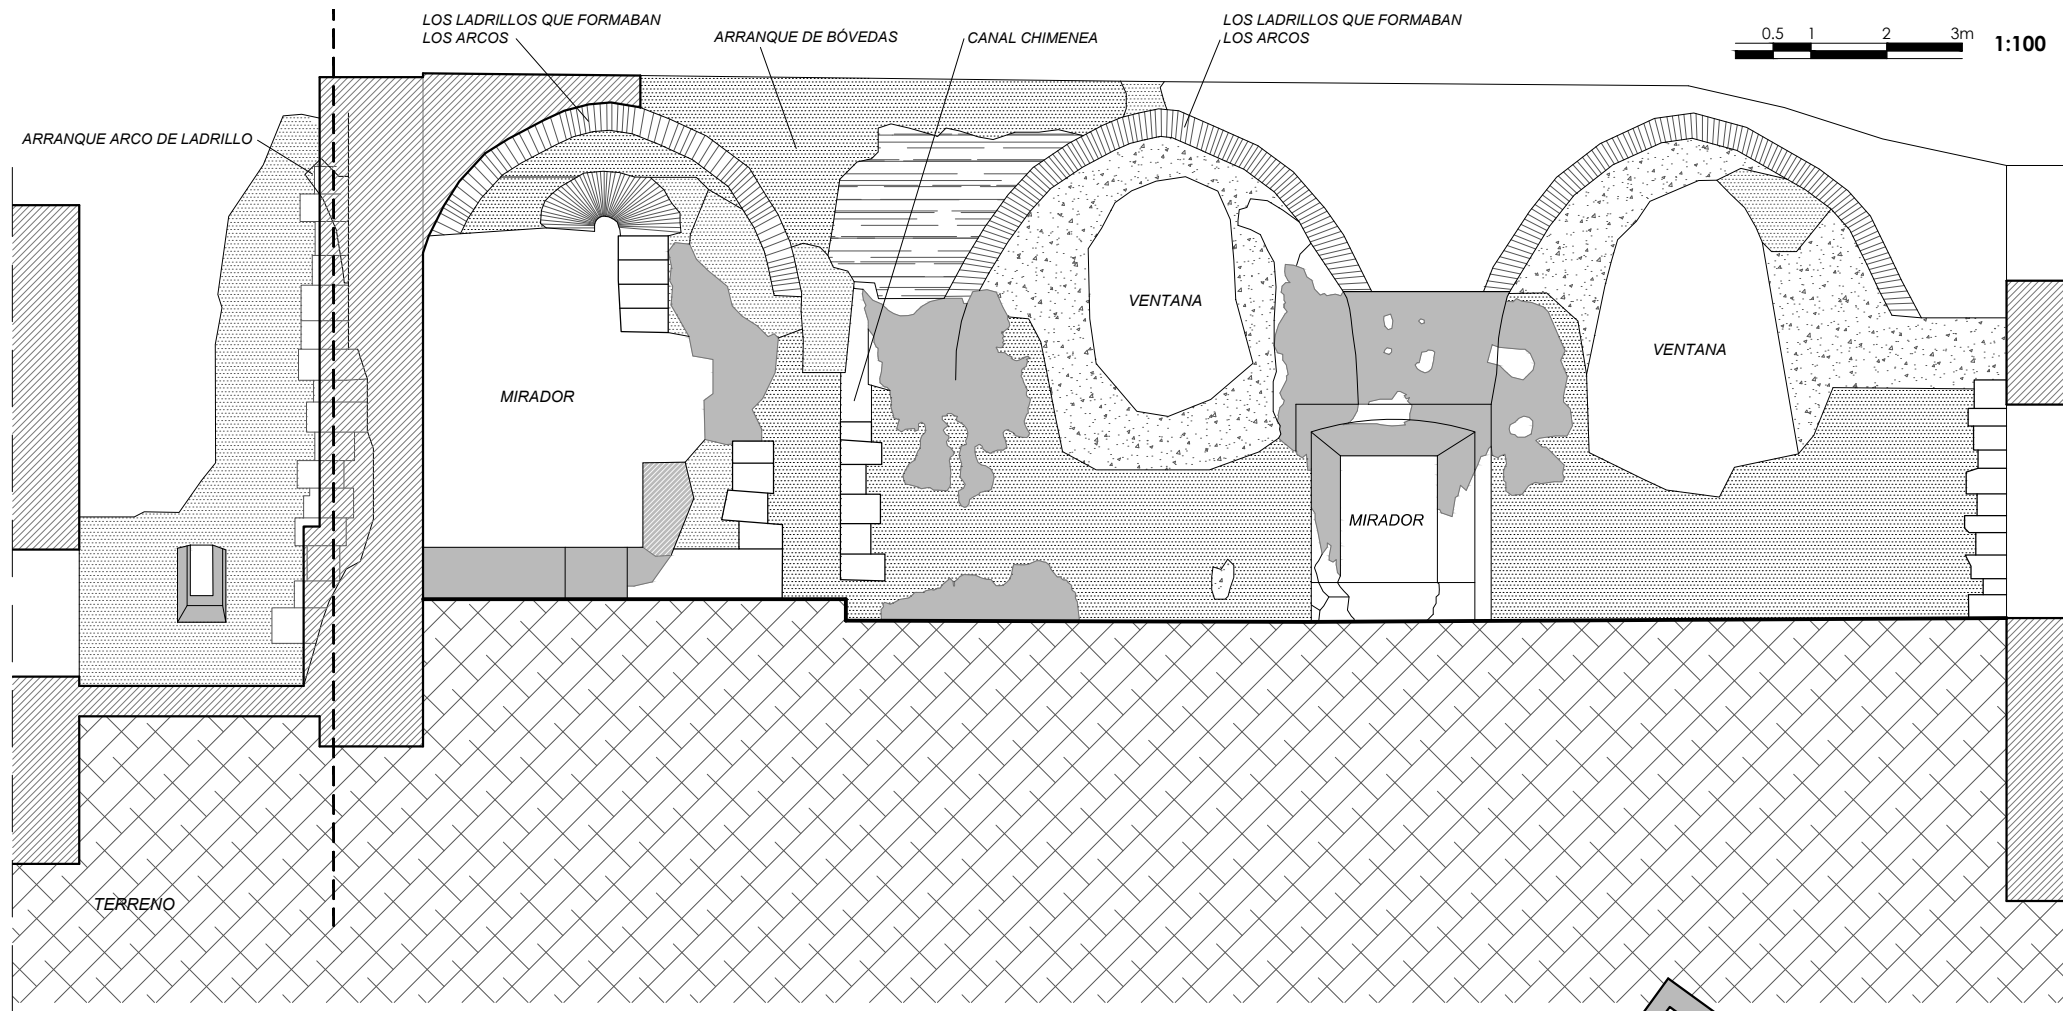 LOS LADRILLOS QUE FORMABAN
LOS ARCOS
ARRANQUE DE BÓVEDAS
CANAL CHIMENEA
LOS LADRILLOS QUE FORMABAN
LOS ARCOS
0.5 1 2 3m
1:100
ARRANQUE ARCO DE LADRILLO
VENTANA
VENTANA
MIRADOR
MIRADOR
TERRENO